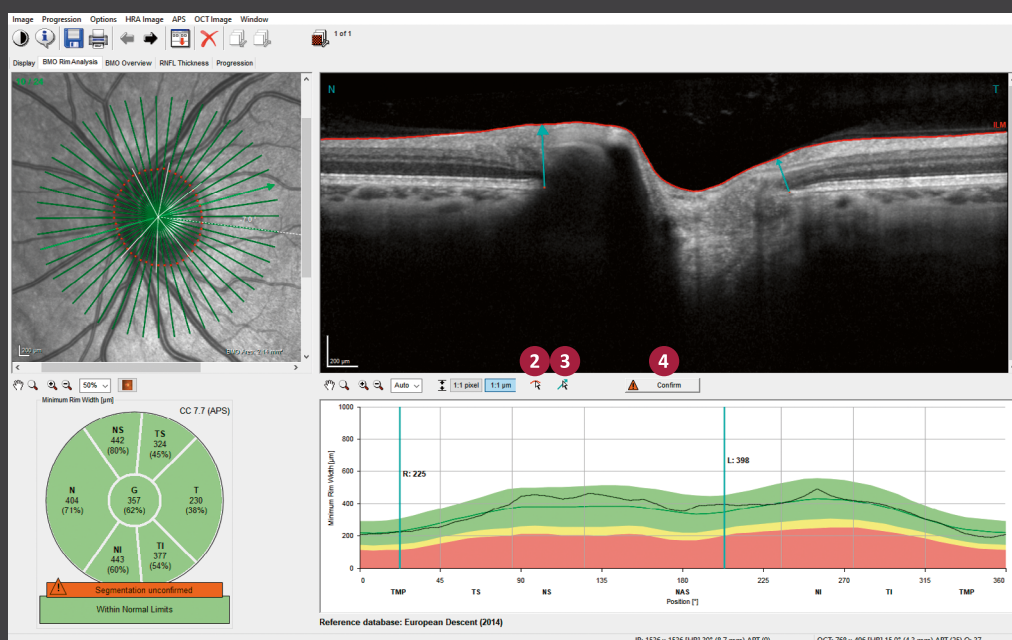 Image Progression Options HRA Image APS OCT Image Window
1 of 1
Display BMO Rim Analysis BMO Overview RNFL Thickness Progression
7.0°
200 µm
BMO Area:
N T
ILM
200 µm
2 3 4
50%
Auto 1:1 pixel 1:1 µm Confirm
Minimum Rim Width [µm]
CC 7.7 (APS)
NS
442
(80%)
TS
324
(45%)
N
404
(71%)
G
357
(62%)
T
230
(38%)
NI
443
(60%)
TI
377
(54%)
Segmentation unconfirmed
Within Normal Limits
Minimum Rim Width [µm]
1000
800
600
400
200
0
R: 225
L: 398
0 45 90 135 180 225 270 315 360
TMP TS NS NAS NI TI TMP
Position [°]
Reference database: European Descent (2014)